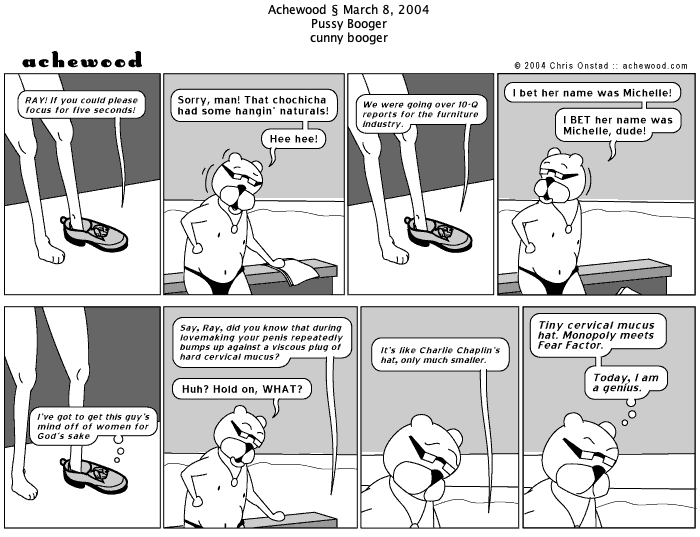 Achewood § March 8, 2004
Pussy Booger
cunny booger
achewood
© 2004 Chris Onstad :: achewood.com
RAY! If you could please
focus for five seconds!
Sorry, man! That chochicha
had some hangin' naturals!
Hee hee!
We were going over 10-Q
reports for the furniture
industry.
I bet her name was Michelle!
I BET her name was
Michelle, dude!
I've got to get this guy's
mind off of women for
God's sake
Say, Ray, did you know that during
lovemaking your penis repeatedly
bumps up against a viscous plug of
hard cervical mucus?
Huh? Hold on, WHAT?
It's like Charlie Chaplin's
hat, only much smaller.
Tiny cervical mucus
hat. Monopoly meets
Fear Factor.
Today, I am
a genius.